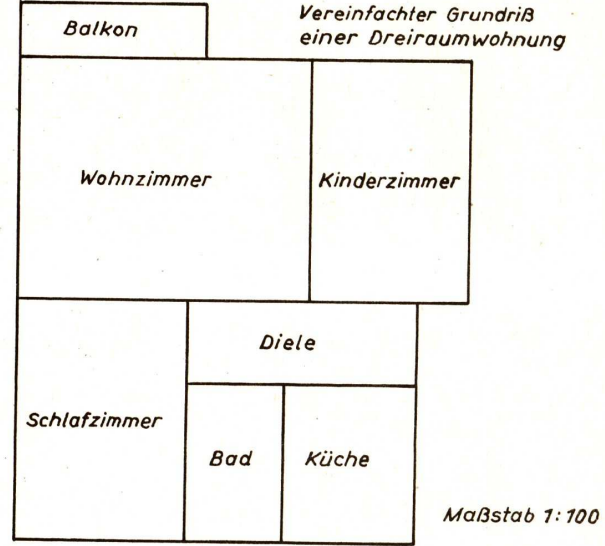 Vereinfachter Grundriß
einer Dreiraumwohnung
Balkon
Wohnzimmer
Kinderzimmer
Diele
Schlafzimmer
Bad
Küche
Maßstab 1:100